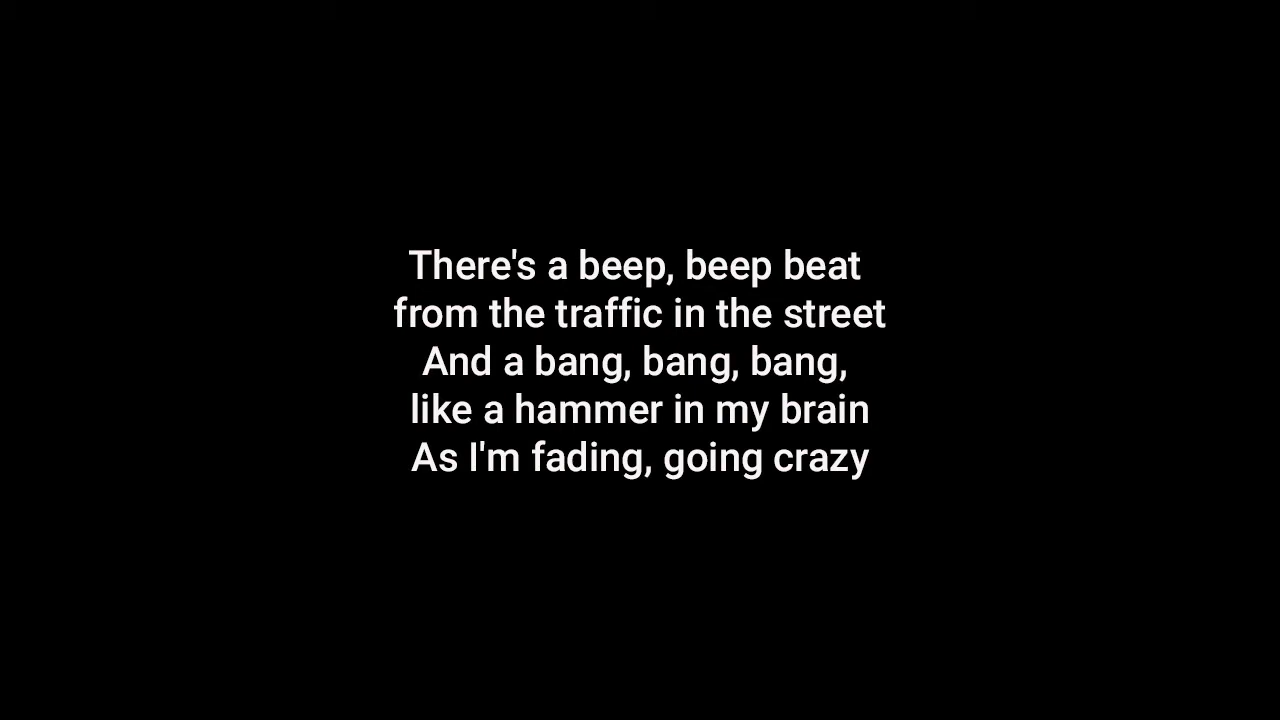 There's a beep, beep beat
from the traffic in the street
And a bang, bang, bang,
like a hammer in my brain
As I'm fading, going crazy